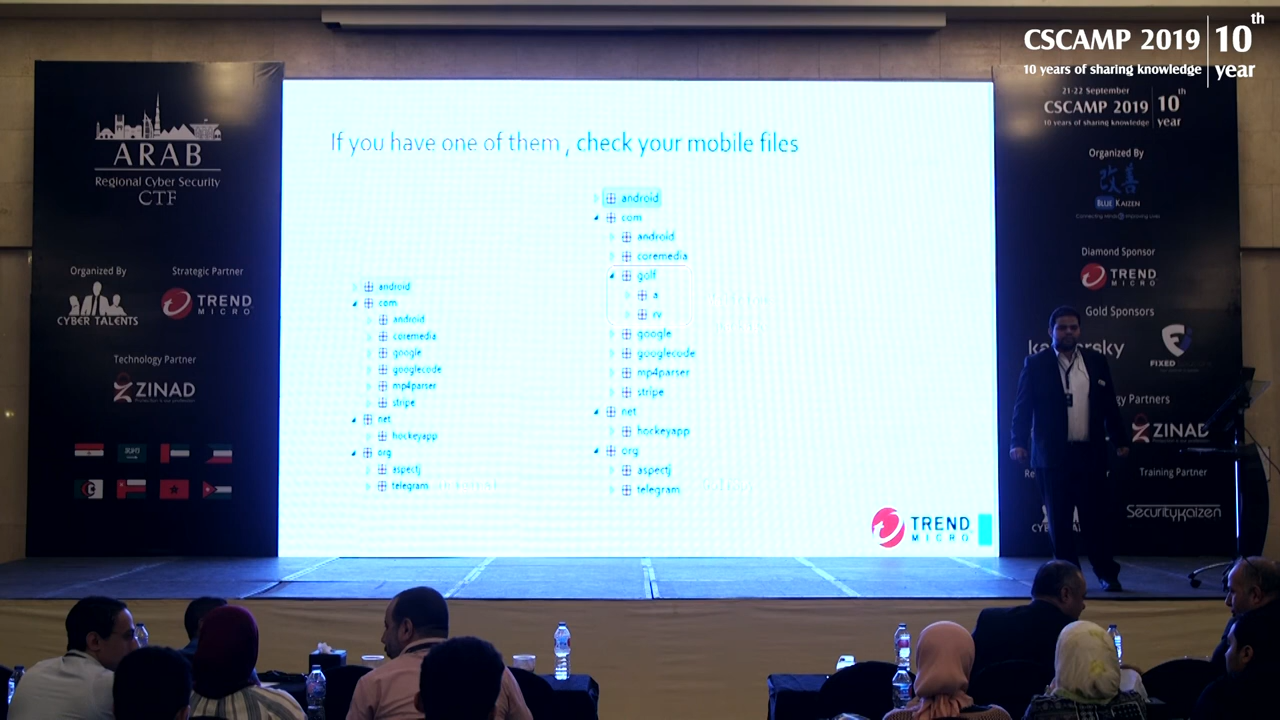 CSCAMP 2019 10th year
10 years of sharing knowledge
ARAB
Regional Cyber Security
CTF
Organized By
CYBER TALENTS
Strategic Partner
TREND
MICRO
Technology Partner
ZINAD
If you have one of them , check your mobile files
android
com
android
coremedia
google
googlecode
mp4parser
stripe
net
hockeyapp
org
aspectj
telegram
android
com
android
coremedia
golf
a
rv
google
googlecode
mp4parser
stripe
net
hockeyapp
org
aspectj
telegram
TREND
MICRO
21-22 September
CSCAMP 2019 10th year
10 years of sharing knowledge
Organized By
改善
BLUE KAIZEN
Diamond Sponsor
TREND
MICRO
Gold Sponsors
FIXED
ZINAD
Training Partner
Securitykaizen